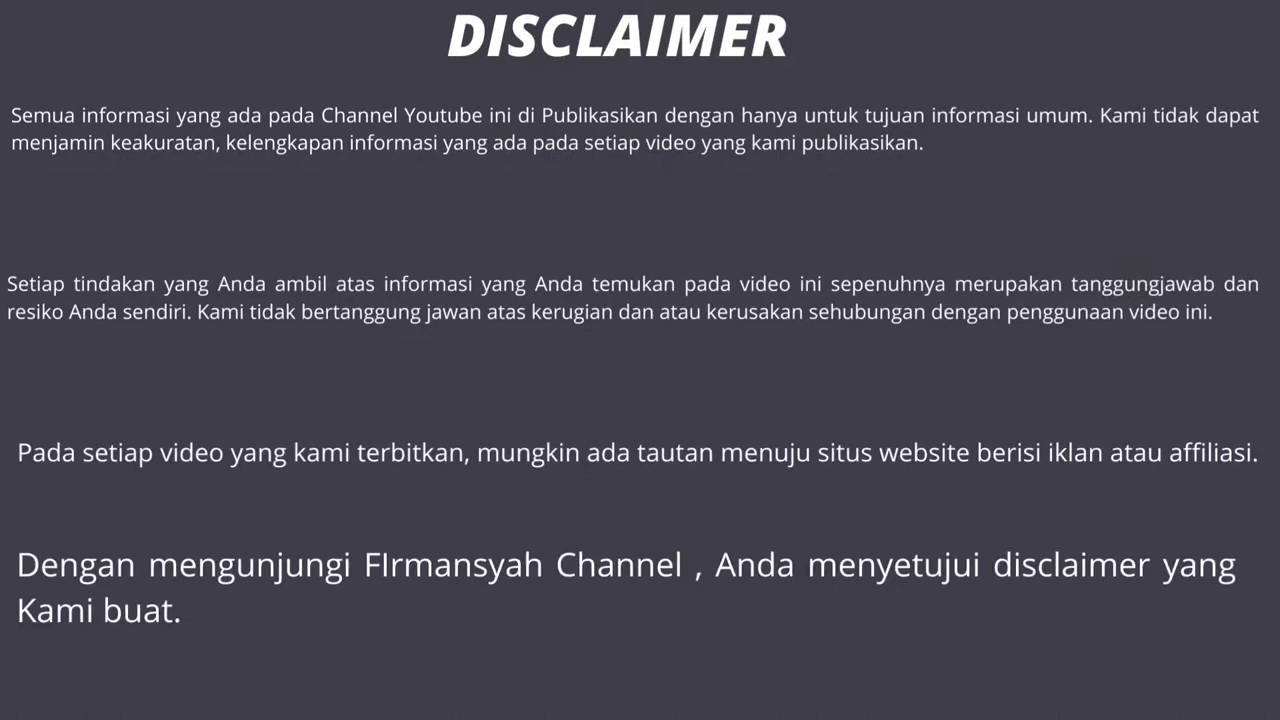 DISCLAIMER
Semua informasi yang ada pada Channel Youtube ini di Publikasikan dengan hanya untuk tujuan informasi umum. Kami tidak dapat
menjamin keakuratan, kelengkapan informasi yang ada pada setiap video yang kami publikasikan.
Setiap tindakan yang Anda ambil atas informasi yang Anda temukan pada video ini sepenuhnya merupakan tanggungjawab dan
resiko Anda sendiri. Kami tidak bertanggung jawan atas kerugian dan atau kerusakan sehubungan dengan penggunaan video ini.
Pada setiap video yang kami terbitkan, mungkin ada tautan menuju situs website berisi iklan atau affiliasi.
Dengan mengunjungi FIrmansyah Channel , Anda menyetujui disclaimer yang
Kami buat.